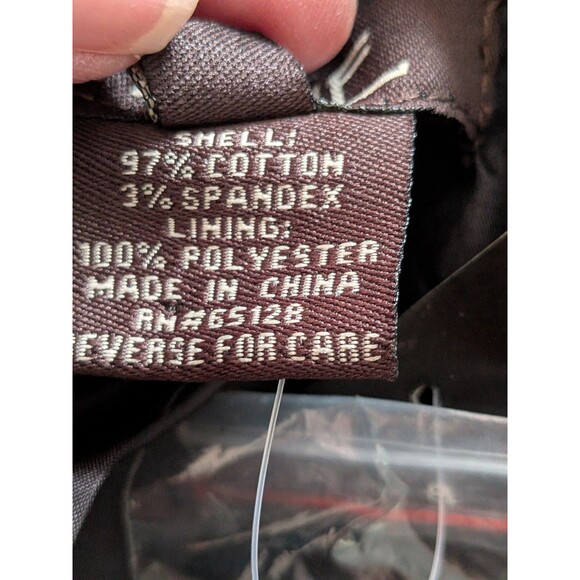 SHELL:
97% COTTON
3% SPANDEX
LINING:
100% POLYESTER
MADE IN CHINA
RN#65128
EVERSE FOR CARE